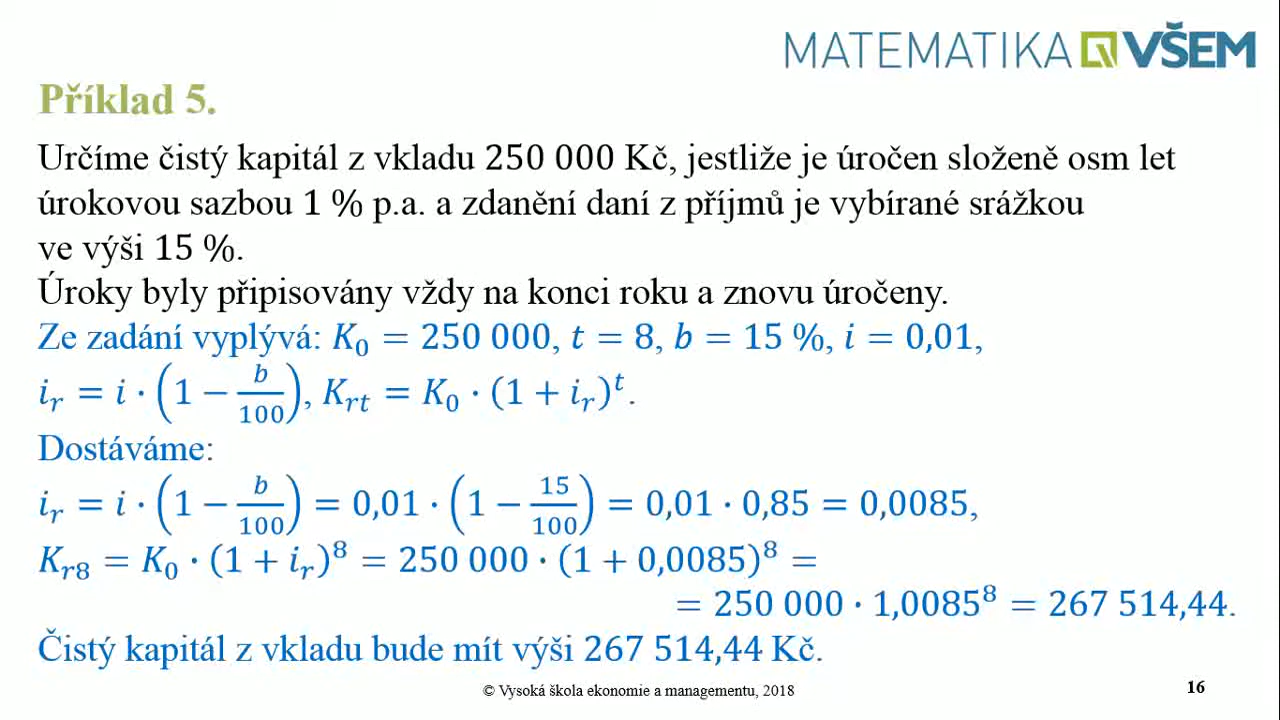 MATEMATIKA VŠEM
Příklad 5.
Určíme čistý kapitál z vkladu 250 000 Kč, jestliže je úročen složeně osm let
úrokovou sazbou 1 % p.a. a zdanění daní z příjmů je vybírané srážkou
ve výši 15 %.
Úroky byly připisovány vždy na konci roku a znovu úročeny.
Ze zadání vyplývá: K₀ = 250 000, t = 8, b = 15 %, i = 0,01,
iᵣ = i · (1 − b/100), Kᵣₜ = K₀ · (1 + iᵣ)ᵗ.
Dostáváme:
iᵣ = i · (1 − b/100) = 0,01 · (1 − 15/100) = 0,01 · 0,85 = 0,0085,
Kᵣ₈ = K₀ · (1 + iᵣ)⁸ = 250 000 · (1 + 0,0085)⁸ =
= 250 000 · 1,0085⁸ = 267 514,44.
Čistý kapitál z vkladu bude mít výši 267 514,44 Kč.
© Vysoká škola ekonomie a managementu, 2018
16